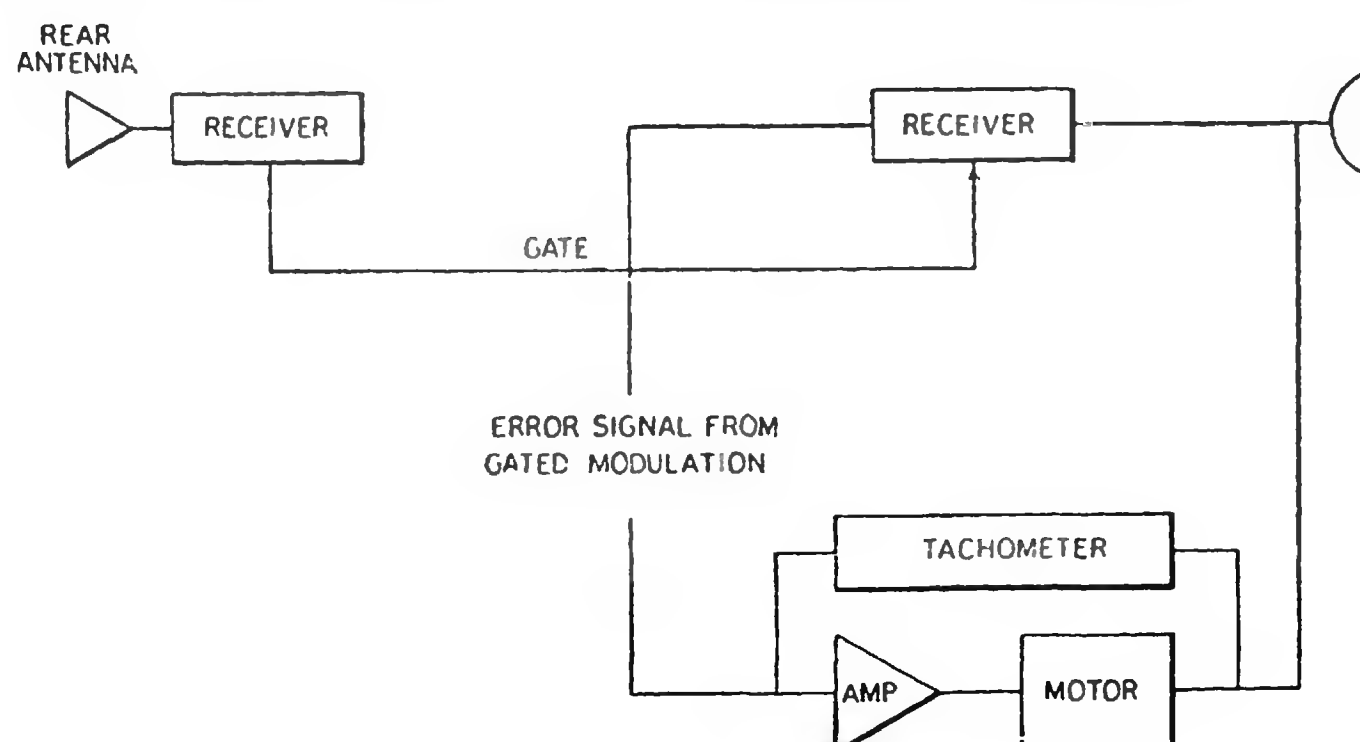 REAR
ANTENNA
RECEIVER
RECEIVER
GATE
ERROR SIGNAL FROM
GATED MODULATION
TACHOMETER
AMP
MOTOR